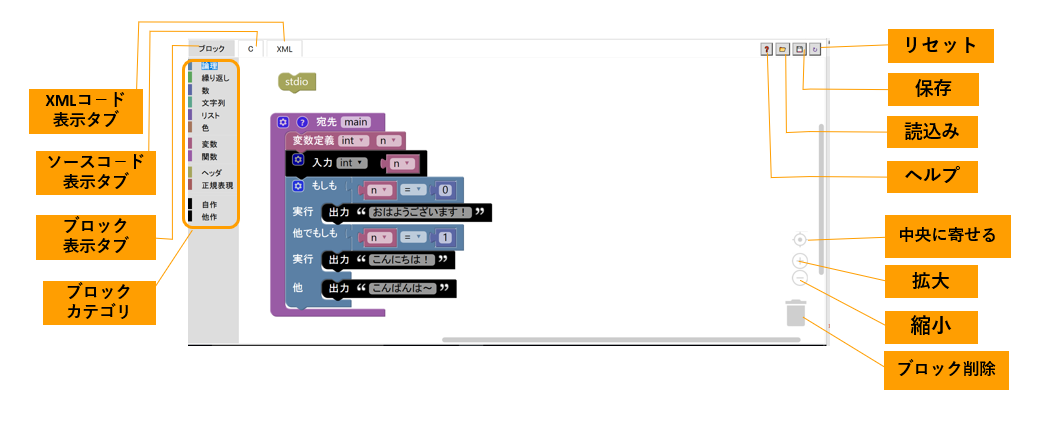 ブロック
C
XML
?
論理
繰り返し
数
文字列
リスト
色
変数
関数
ヘッダ
正規表現
自作
他作
stdio
? 宛先 main
変数定義 int n
入力 int n
もしも n = 0
実行 出力 “ おはようございます！ ”
他でもしも n = 1
実行 出力 “ こんにちは！ ”
他 出力 “ こんばんは～ ”
XMLコード
表示タブ
ソースコード
表示タブ
ブロック
表示タブ
ブロック
カテゴリ
リセット
保存
読込み
ヘルプ
中央に寄せる
拡大
縮小
ブロック削除